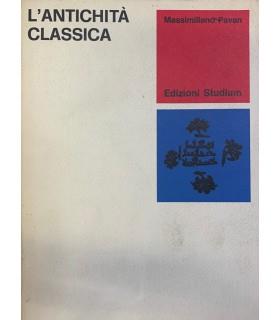 L'ANTICHITÀ
CLASSICA
Massimiliano Pavan
Edizioni Studium